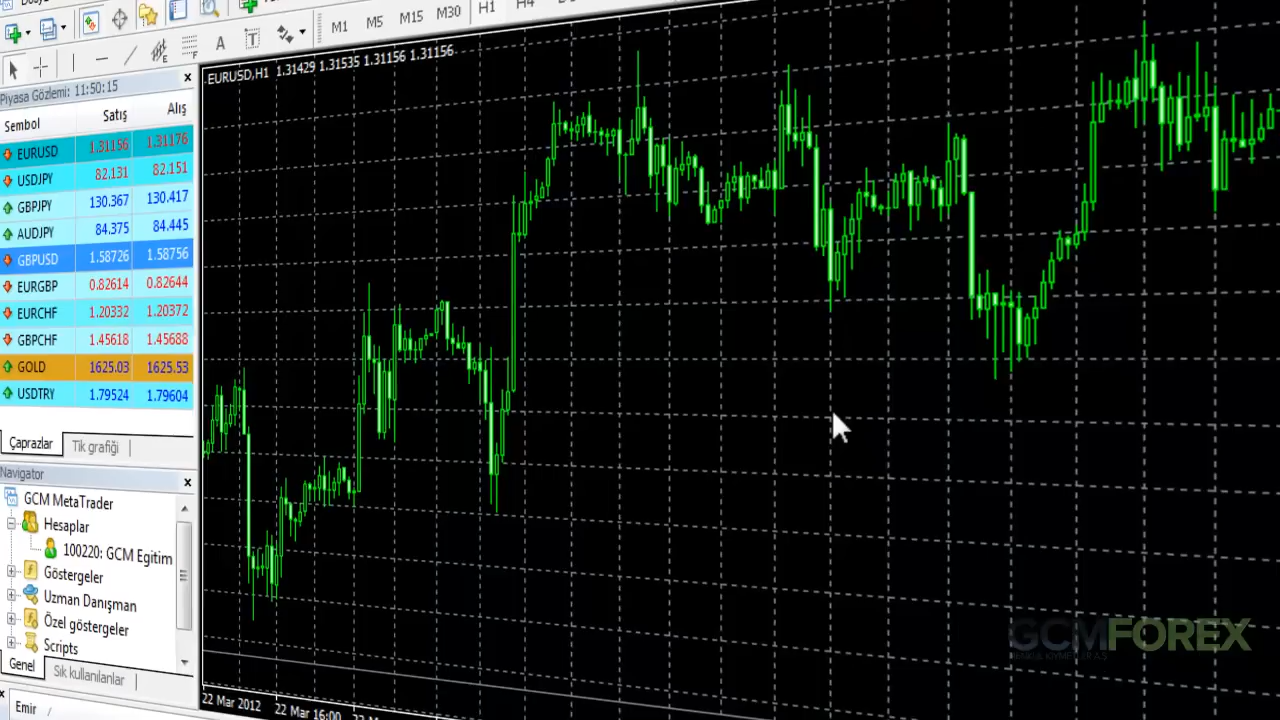 M1 M5 M15 M30 H1 H4
Piyasa Gözlemi: 11:50:15
Sembol Satış Alış
EURUSD 1.31156 1.31176
USDJPY 82.131 82.151
GBPJPY 130.367 130.417
AUDJPY 84.375 84.445
GBPUSD 1.58726 1.58756
EURGBP 0.82614 0.82644
EURCHF 1.20332 1.20372
GBPCHF 1.45618 1.45688
GOLD 1625.03 1625.53
USDTRY 1.79524 1.79604
Çaprazlar Tik grafiği
Navigator
GCM MetaTrader
Hesaplar
100220: GCM Egitim
Göstergeler
Uzman Danışman
Özel göstergeler
Scripts
Genel Sık kullanılanlar
Emir /
EURUSD,H1 1.31429 1.31535 1.31156 1.31156
22 Mar 2012 22 Mar 16:00
GCMFOREX